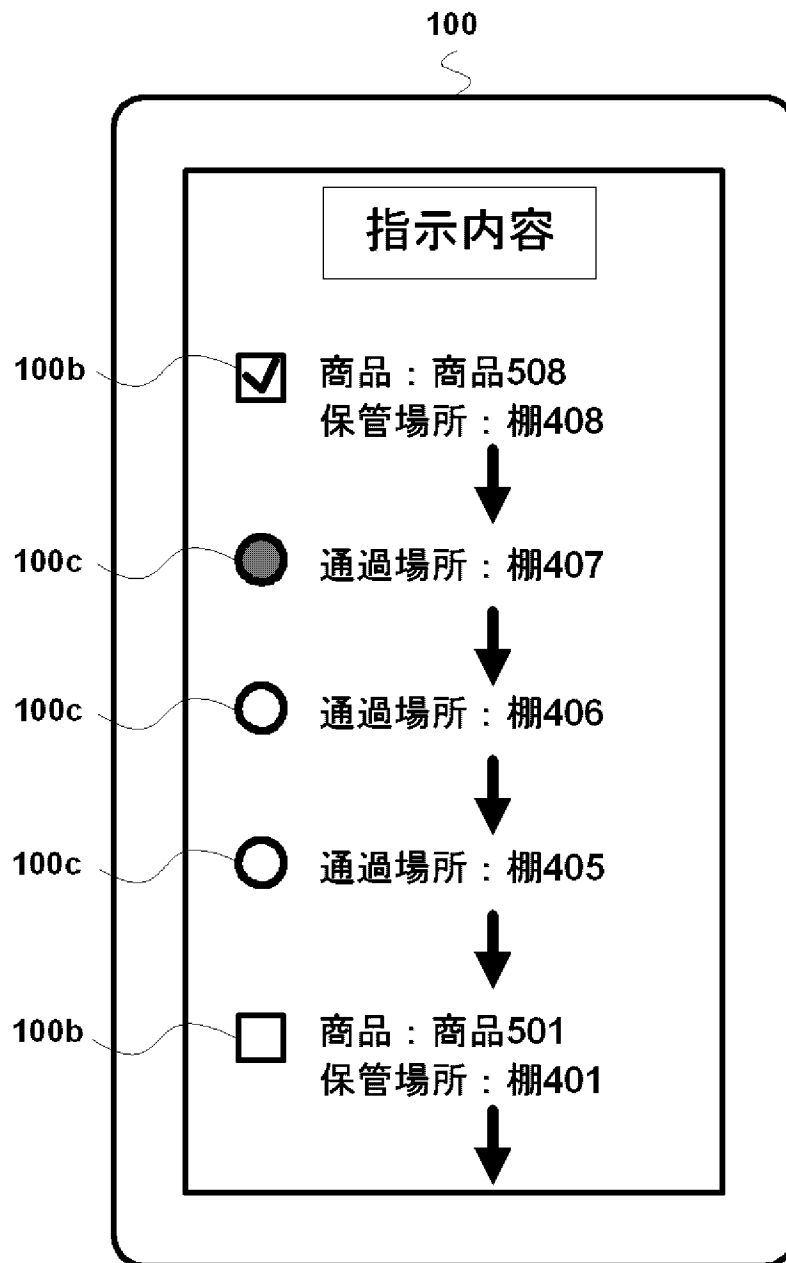 100
指示内容
100b
商品：商品508
保管場所：棚408
100c
通過場所：棚407
100c
通過場所：棚406
100c
通過場所：棚405
100b
商品：商品501
保管場所：棚401